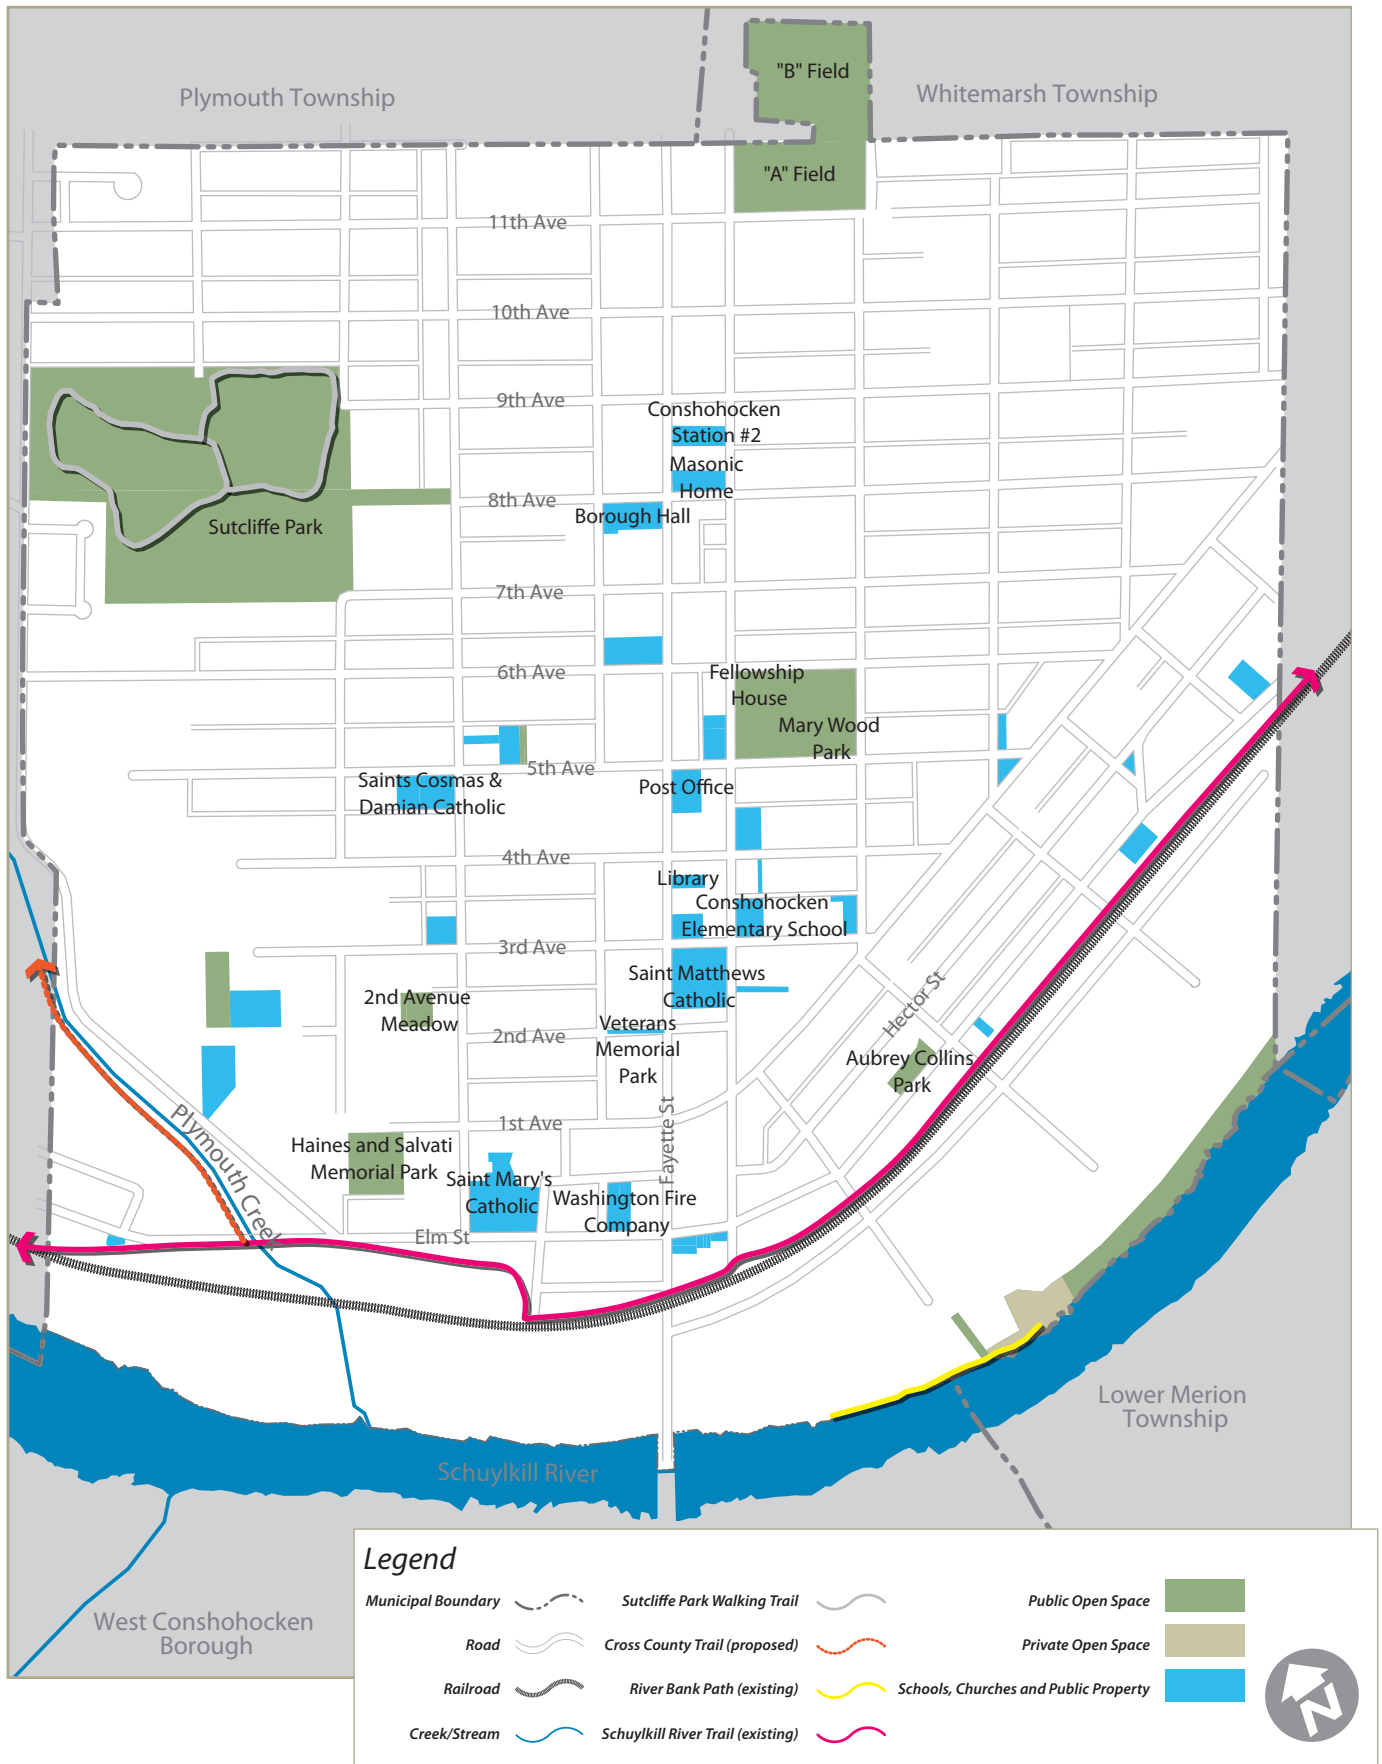 "B" Field
Plymouth Township
Whitemarsh Township
"A" Field
11th Ave
10th Ave
9th Ave
Conshohocken
Station #2
Masonic
Home
8th Ave
Borough Hall
Sutcliffe Park
7th Ave
6th Ave
Fellowship
House
Mary Wood
Park
5th Ave
Saints Cosmas &
Damian Catholic
Post Office
4th Ave
Library
Conshohocken
Elementary School
3rd Ave
Saint Matthews
Catholic
2nd Avenue
Meadow
Hector St
Veterans
Memorial
Park
2nd Ave
Aubrey Collins
Park
Plymouth Creek
1st Ave
Fayette St
Haines and Salvati
Memorial Park
Saint Mary's
Catholic
Washington Fire
Company
Elm St
Lower Merion
Township
Schuylkill River
West Conshohocken
Borough
Legend
Municipal Boundary
Road
Railroad
Creek/Stream
Sutcliffe Park Walking Trail
Cross County Trail (proposed)
River Bank Path (existing)
Schuylkill River Trail (existing)
Public Open Space
Private Open Space
Schools, Churches and Public Property
N